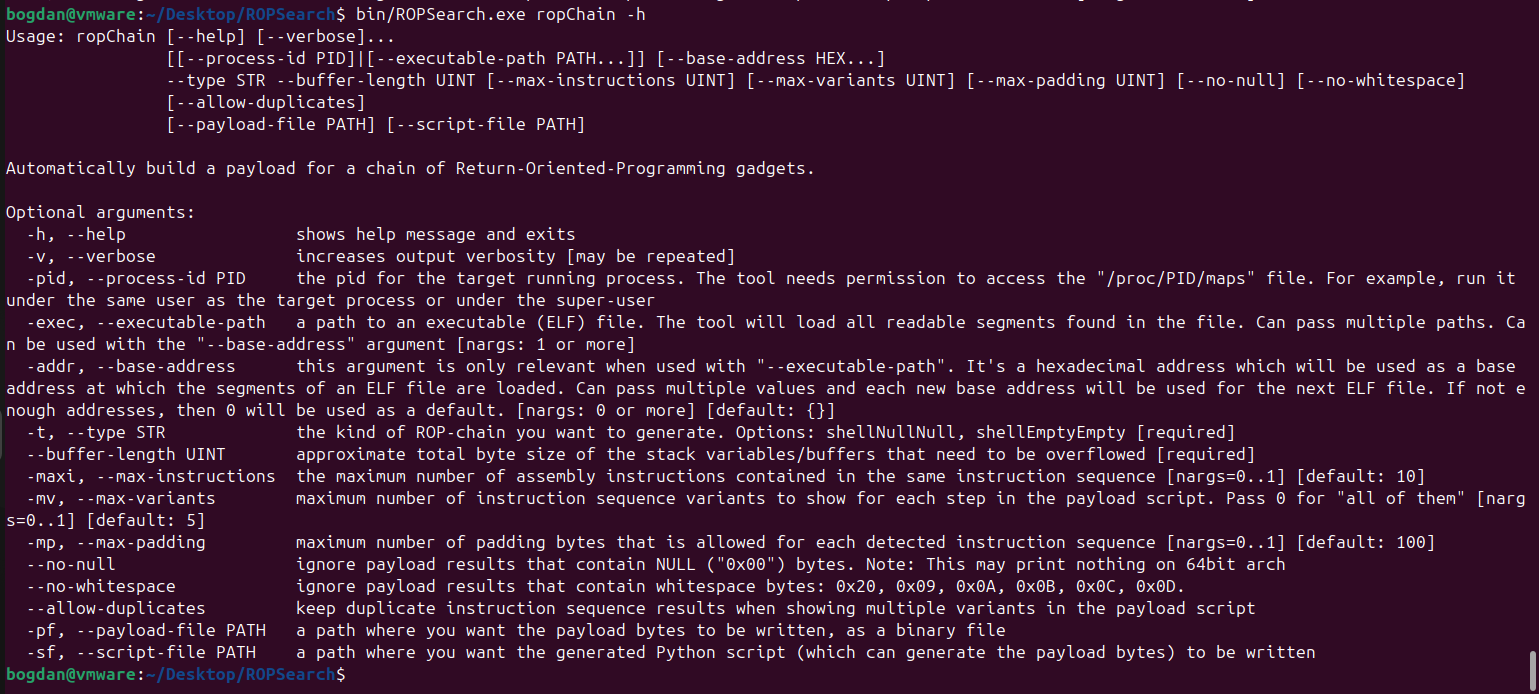 bogdan@vmware:~/Desktop/ROPSearch$ bin/ROPSearch.exe ropChain -h
Usage: ropChain [--help] [--verbose]...
                [[--process-id PID]|[--executable-path PATH...]] [--base-address HEX...]
                --type STR --buffer-length UINT [--max-instructions UINT] [--max-variants UINT] [--max-padding UINT] [--no-null] [--no-whitespace]
                [--allow-duplicates]
                [--payload-file PATH] [--script-file PATH]

Automatically build a payload for a chain of Return-Oriented-Programming gadgets.

Optional arguments:
  -h, --help                shows help message and exits
  -v, --verbose             increases output verbosity [may be repeated]
  -pid, --process-id PID    the pid for the target running process. The tool needs permission to access the "/proc/PID/maps" file. For example, run it
under the same user as the target process or under the super-user
  -exec, --executable-path  a path to an executable (ELF) file. The tool will load all readable segments found in the file. Can pass multiple paths. Ca
n be used with the "--base-address" argument [nargs: 1 or more]
  -addr, --base-address     this argument is only relevant when used with "--executable-path". It's a hexadecimal address which will be used as a base
address at which the segments of an ELF file are loaded. Can pass multiple values and each new base address will be used for the next ELF file. If not e
nough addresses, then 0 will be used as a default. [nargs: 0 or more] [default: {}]
  -t, --type STR            the kind of ROP-chain you want to generate. Options: shellNullNull, shellEmptyEmpty [required]
  --buffer-length UINT      approximate total byte size of the stack variables/buffers that need to be overflowed [required]
  -maxi, --max-instructions  the maximum number of assembly instructions contained in the same instruction sequence [nargs=0..1] [default: 10]
  -mv, --max-variants       maximum number of instruction sequence variants to show for each step in the payload script. Pass 0 for "all of them" [narg
s=0..1] [default: 5]
  -mp, --max-padding        maximum number of padding bytes that is allowed for each detected instruction sequence [nargs=0..1] [default: 100]
  --no-null                 ignore payload results that contain NULL ("0x00") bytes. Note: This may print nothing on 64bit arch
  --no-whitespace           ignore payload results that contain whitespace bytes: 0x20, 0x09, 0x0A, 0x0B, 0x0C, 0x0D.
  --allow-duplicates        keep duplicate instruction sequence results when showing multiple variants in the payload script
  -pf, --payload-file PATH  a path where you want the payload bytes to be written, as a binary file
  -sf, --script-file PATH   a path where you want the generated Python script (which can generate the payload bytes) to be written
bogdan@vmware:~/Desktop/ROPSearch$